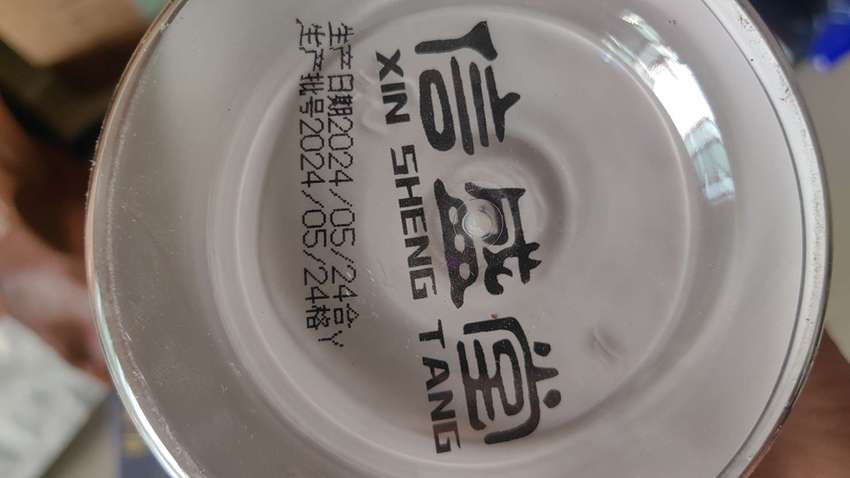 信盛堂
XIN SHENG TANG
生产日期2024/05/24合丫
生产批号2024/05/24格